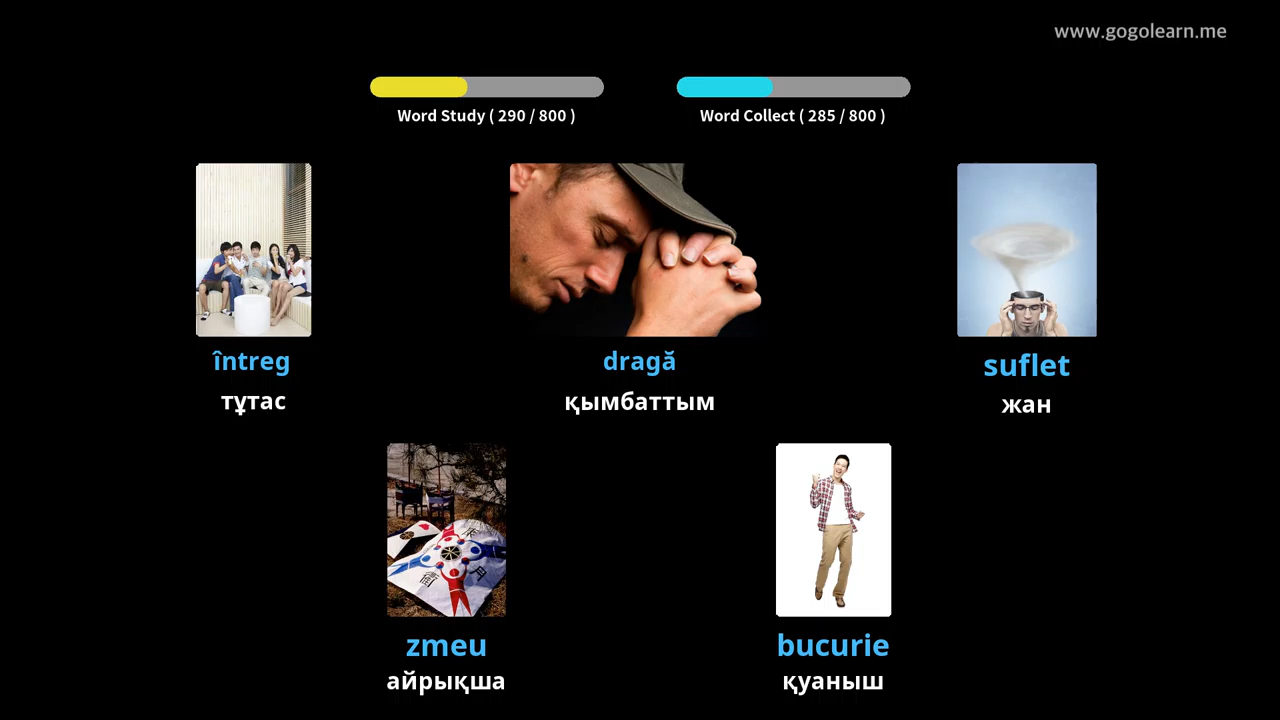 www.gogolearn.me
Word Study ( 290 / 800 )
Word Collect ( 285 / 800 )
întreg
тұтас
dragă
қымбаттым
suflet
жан
zmeu
айрықша
bucurie
қуаныш